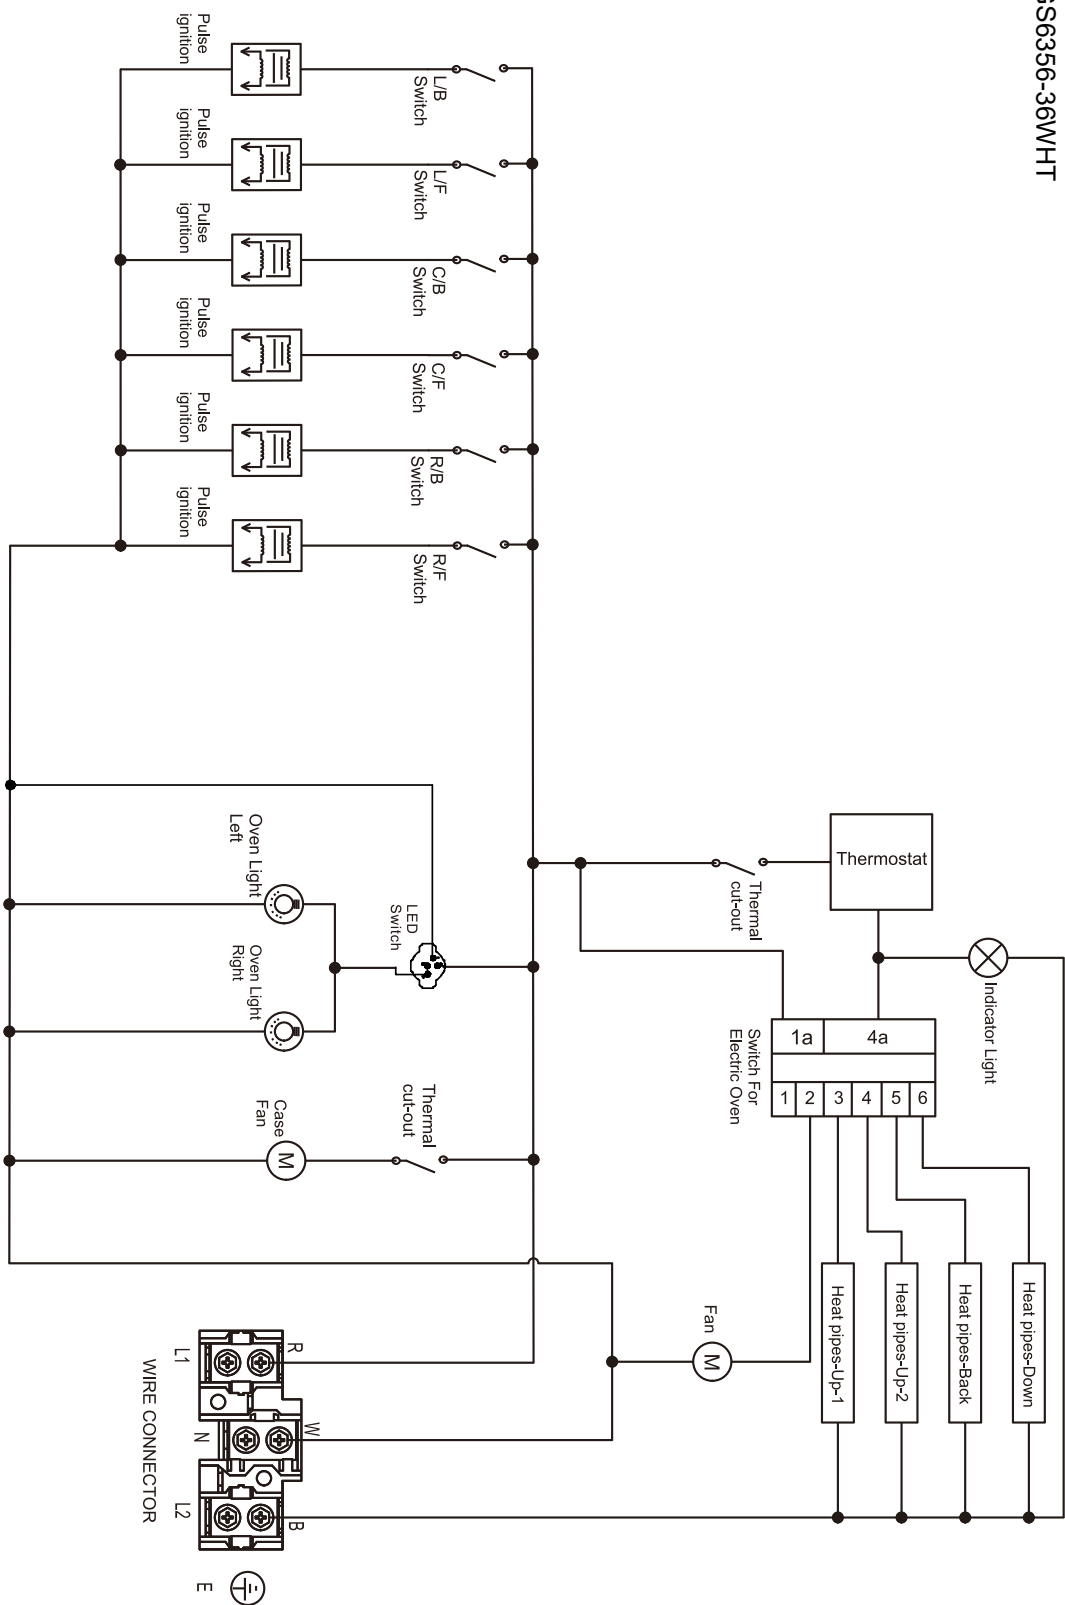 GS6356-36WHT
Pulse
ignition
L/B
Switch
Pulse
ignition
L/F
Switch
Pulse
ignition
C/B
Switch
Pulse
ignition
C/F
Switch
Pulse
ignition
R/B
Switch
Pulse
ignition
R/F
Switch
Thermostat
Thermal
cut-out
Indicator Light
Oven Light
Left
LED
Switch
Oven Light
Right
1a
4a
Switch For
Electric Oven
1
2
3
4
5
6
Case
Fan
M
Thermal
cut-out
Fan
M
Heat pipes-Up-1
Heat pipes-Up-2
Heat pipes-Back
Heat pipes-Down
L1
R
N
W
L2
B
WIRE CONNECTOR
E